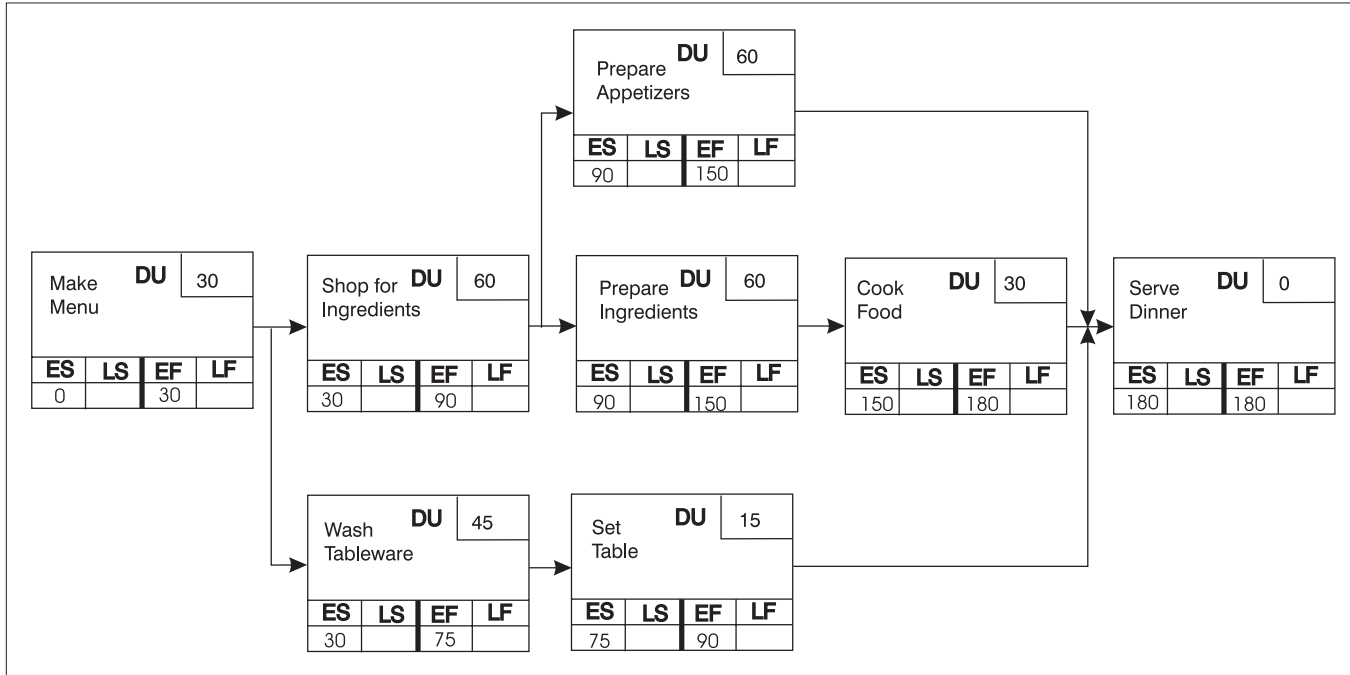 DU 60
Prepare
Appetizers
ES LS EF LF
90 150
Make DU 30
Menu
ES LS EF LF
0 30
Shop for DU 60
Ingredients
ES LS EF LF
30 90
Prepare DU 60
Ingredients
ES LS EF LF
90 150
Cook DU 30
Food
ES LS EF LF
150 180
Serve DU 0
Dinner
ES LS EF LF
180 180
Wash DU 45
Tableware
ES LS EF LF
30 75
Set DU 15
Table
ES LS EF LF
75 90